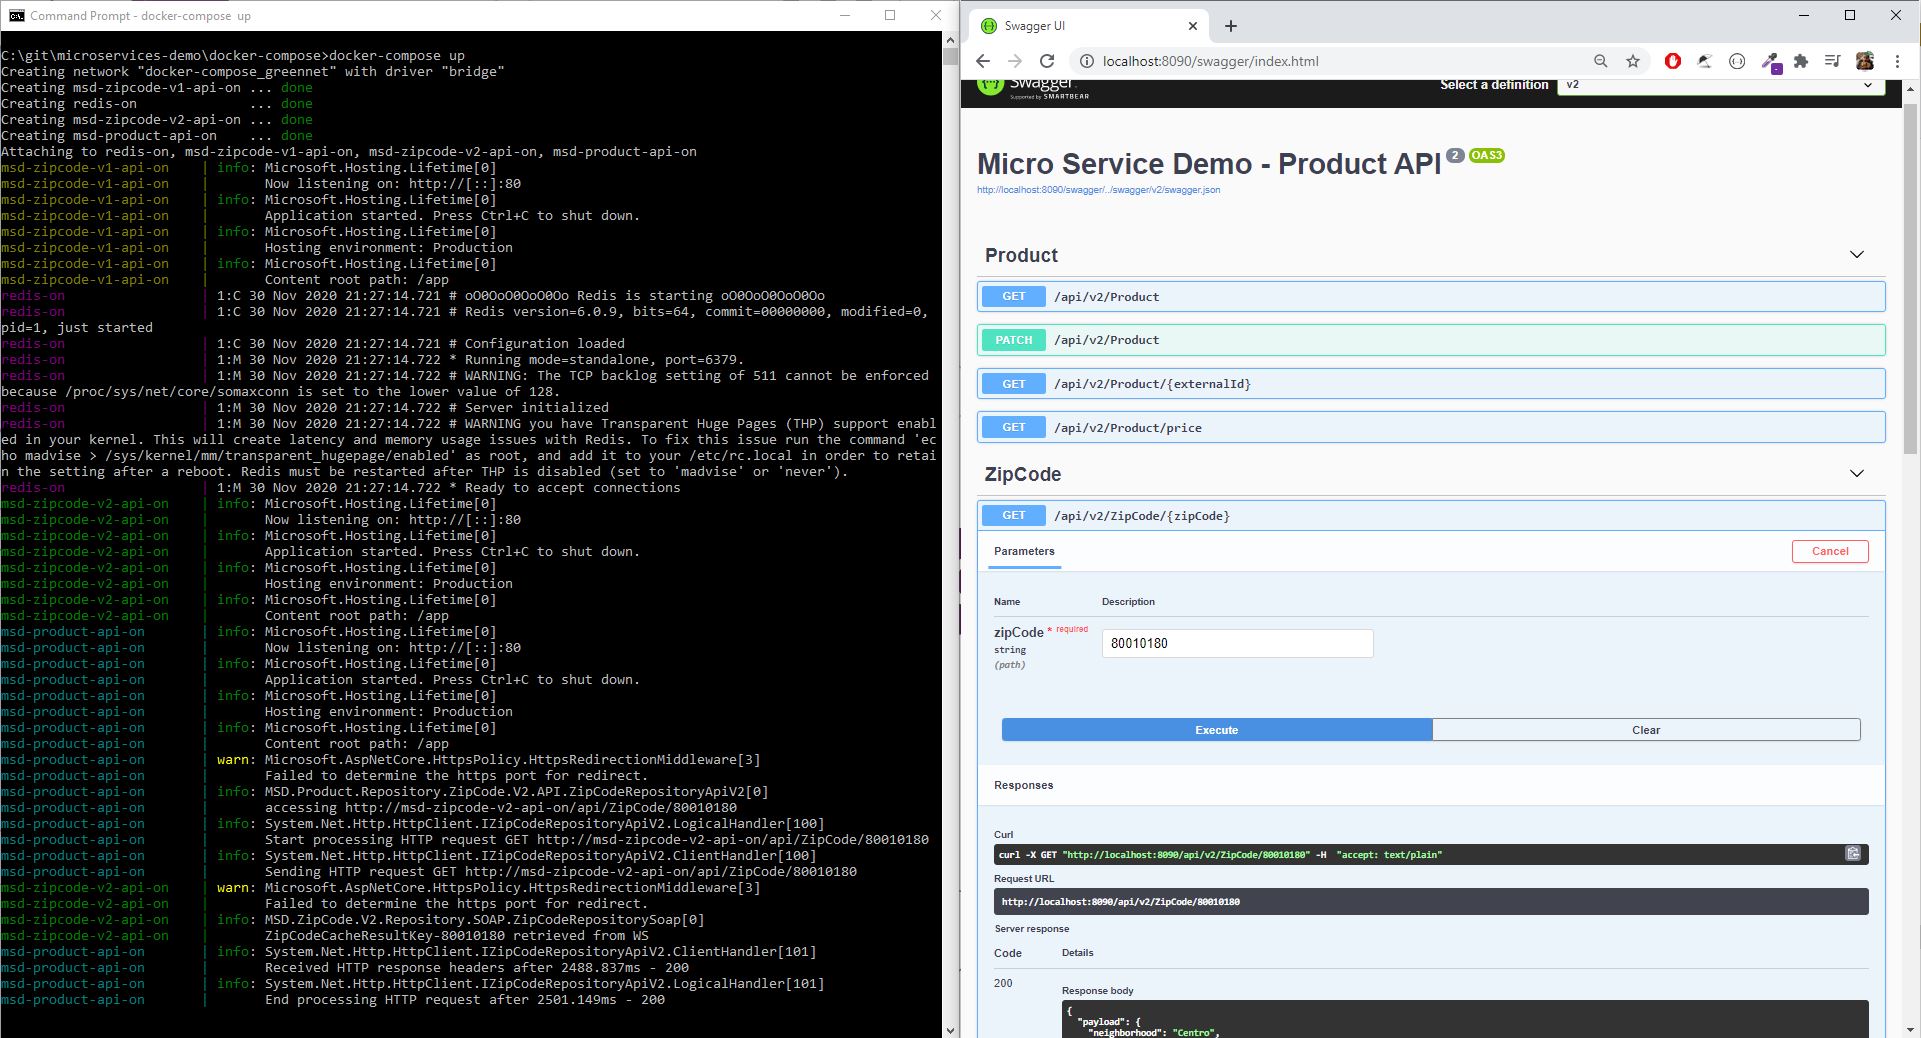 Command Prompt - docker-compose up
C:\git\microservices-demo\docker-compose>docker-compose up
Creating network "docker-compose_greennet" with driver "bridge"
Creating msd-zipcode-v1-api-on ... done
Creating redis-on ... done
Creating msd-zipcode-v2-api-on ... done
Creating msd-product-api-on ... done
Attaching to redis-on, msd-zipcode-v1-api-on, msd-zipcode-v2-api-on, msd-product-api-on
msd-zipcode-v1-api-on | info: Microsoft.Hosting.Lifetime[0]
msd-zipcode-v1-api-on | Now listening on: http://[::]:80
msd-zipcode-v1-api-on | info: Microsoft.Hosting.Lifetime[0]
msd-zipcode-v1-api-on | Application started. Press Ctrl+C to shut down.
msd-zipcode-v1-api-on | info: Microsoft.Hosting.Lifetime[0]
msd-zipcode-v1-api-on | Hosting environment: Production
msd-zipcode-v1-api-on | info: Microsoft.Hosting.Lifetime[0]
msd-zipcode-v1-api-on | Content root path: /app
redis-on | 1:C 30 Nov 2020 21:27:14.721 # oO0OoO0OoO0Oo Redis is starting oO0OoO0OoO0Oo
redis-on | 1:C 30 Nov 2020 21:27:14.721 # Redis version=6.0.9, bits=64, commit=00000000, modified=0,
pid=1, just started
redis-on | 1:C 30 Nov 2020 21:27:14.721 # Configuration loaded
redis-on | 1:M 30 Nov 2020 21:27:14.722 * Running mode=standalone, port=6379.
redis-on | 1:M 30 Nov 2020 21:27:14.722 # WARNING: The TCP backlog setting of 511 cannot be enforced
because /proc/sys/net/core/somaxconn is set to the lower value of 128.
redis-on | 1:M 30 Nov 2020 21:27:14.722 # Server initialized
redis-on | 1:M 30 Nov 2020 21:27:14.722 # WARNING you have Transparent Huge Pages (THP) support enabl
ed in your kernel. This will create latency and memory usage issues with Redis. To fix this issue run the command 'ec
ho madvise > /sys/kernel/mm/transparent_hugepage/enabled' as root, and add it to your /etc/rc.local in order to retai
n the setting after a reboot. Redis must be restarted after THP is disabled (set to 'madvise' or 'never').
redis-on | 1:M 30 Nov 2020 21:27:14.722 * Ready to accept connections
msd-zipcode-v2-api-on | info: Microsoft.Hosting.Lifetime[0]
msd-zipcode-v2-api-on | Now listening on: http://[::]:80
msd-zipcode-v2-api-on | info: Microsoft.Hosting.Lifetime[0]
msd-zipcode-v2-api-on | Application started. Press Ctrl+C to shut down.
msd-zipcode-v2-api-on | info: Microsoft.Hosting.Lifetime[0]
msd-zipcode-v2-api-on | Hosting environment: Production
msd-zipcode-v2-api-on | info: Microsoft.Hosting.Lifetime[0]
msd-zipcode-v2-api-on | Content root path: /app
msd-product-api-on | info: Microsoft.Hosting.Lifetime[0]
msd-product-api-on | Now listening on: http://[::]:80
msd-product-api-on | info: Microsoft.Hosting.Lifetime[0]
msd-product-api-on | Application started. Press Ctrl+C to shut down.
msd-product-api-on | info: Microsoft.Hosting.Lifetime[0]
msd-product-api-on | Hosting environment: Production
msd-product-api-on | info: Microsoft.Hosting.Lifetime[0]
msd-product-api-on | Content root path: /app
msd-product-api-on | warn: Microsoft.AspNetCore.HttpsPolicy.HttpsRedirectionMiddleware[3]
msd-product-api-on | Failed to determine the https port for redirect.
msd-product-api-on | info: MSD.Product.Repository.ZipCode.V2.API.ZipCodeRepositoryApiV2[0]
msd-product-api-on | accessing http://msd-zipcode-v2-api-on/api/ZipCode/80010180
msd-product-api-on | info: System.Net.Http.HttpClient.IZipCodeRepositoryApiV2.LogicalHandler[100]
msd-product-api-on | Start processing HTTP request GET http://msd-zipcode-v2-api-on/api/ZipCode/80010180
msd-product-api-on | info: System.Net.Http.HttpClient.IZipCodeRepositoryApiV2.ClientHandler[100]
msd-product-api-on | Sending HTTP request GET http://msd-zipcode-v2-api-on/api/ZipCode/80010180
msd-zipcode-v2-api-on | warn: Microsoft.AspNetCore.HttpsPolicy.HttpsRedirectionMiddleware[3]
msd-zipcode-v2-api-on | Failed to determine the https port for redirect.
msd-zipcode-v2-api-on | info: MSD.ZipCode.V2.Repository.SOAP.ZipCodeRepositorySoap[0]
msd-zipcode-v2-api-on | ZipCodeCacheResultKey-80010180 retrieved from WS
msd-product-api-on | info: System.Net.Http.HttpClient.IZipCodeRepositoryApiV2.ClientHandler[101]
msd-product-api-on | Received HTTP response headers after 2488.837ms - 200
msd-product-api-on | info: System.Net.Http.HttpClient.IZipCodeRepositoryApiV2.LogicalHandler[101]
msd-product-api-on | End processing HTTP request after 2501.149ms - 200
Swagger UI
localhost:8090/swagger/index.html
Swagger.
Supported by SMARTBEAR
Select a definition
v2
Micro Service Demo - Product API 2 OAS3
http://localhost:8090/swagger/../swagger/v2/swagger.json
Product
GET /api/v2/Product
PATCH /api/v2/Product
GET /api/v2/Product/{externalId}
GET /api/v2/Product/price
ZipCode
GET /api/v2/ZipCode/{zipCode}
Parameters
Cancel
Name Description
zipCode * required
string
(path)
80010180
Execute
Clear
Responses
Curl
curl -X GET "http://localhost:8090/api/v2/ZipCode/80010180" -H "accept: text/plain"
Request URL
http://localhost:8090/api/v2/ZipCode/80010180
Server response
Code Details
200
Response body
{
"payload": {
"neighborhood": "Centro",